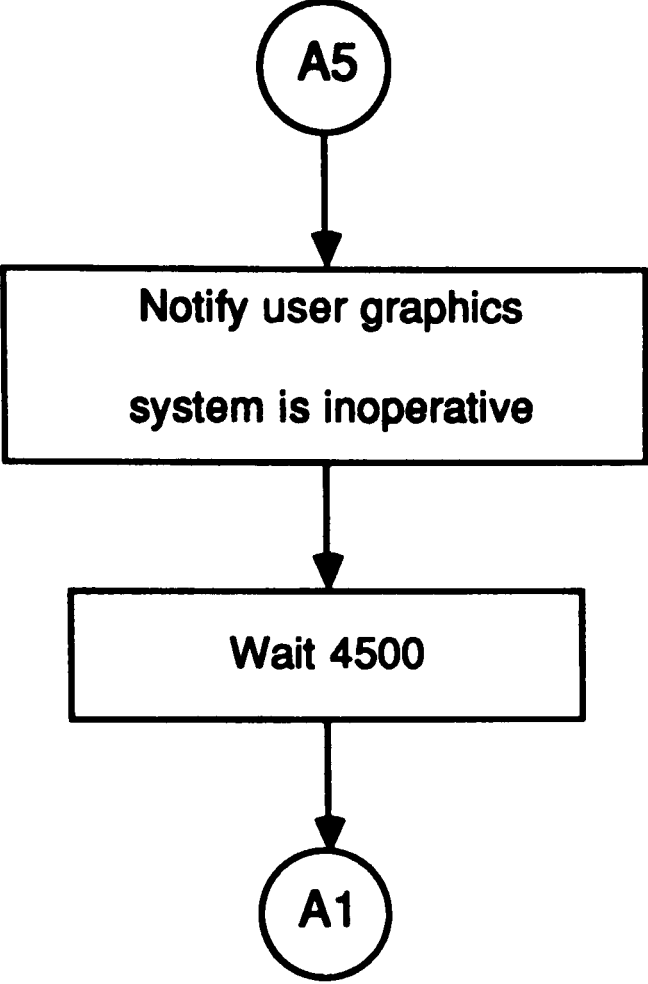 A5
Notify user graphics
system is inoperative
Wait 4500
A1